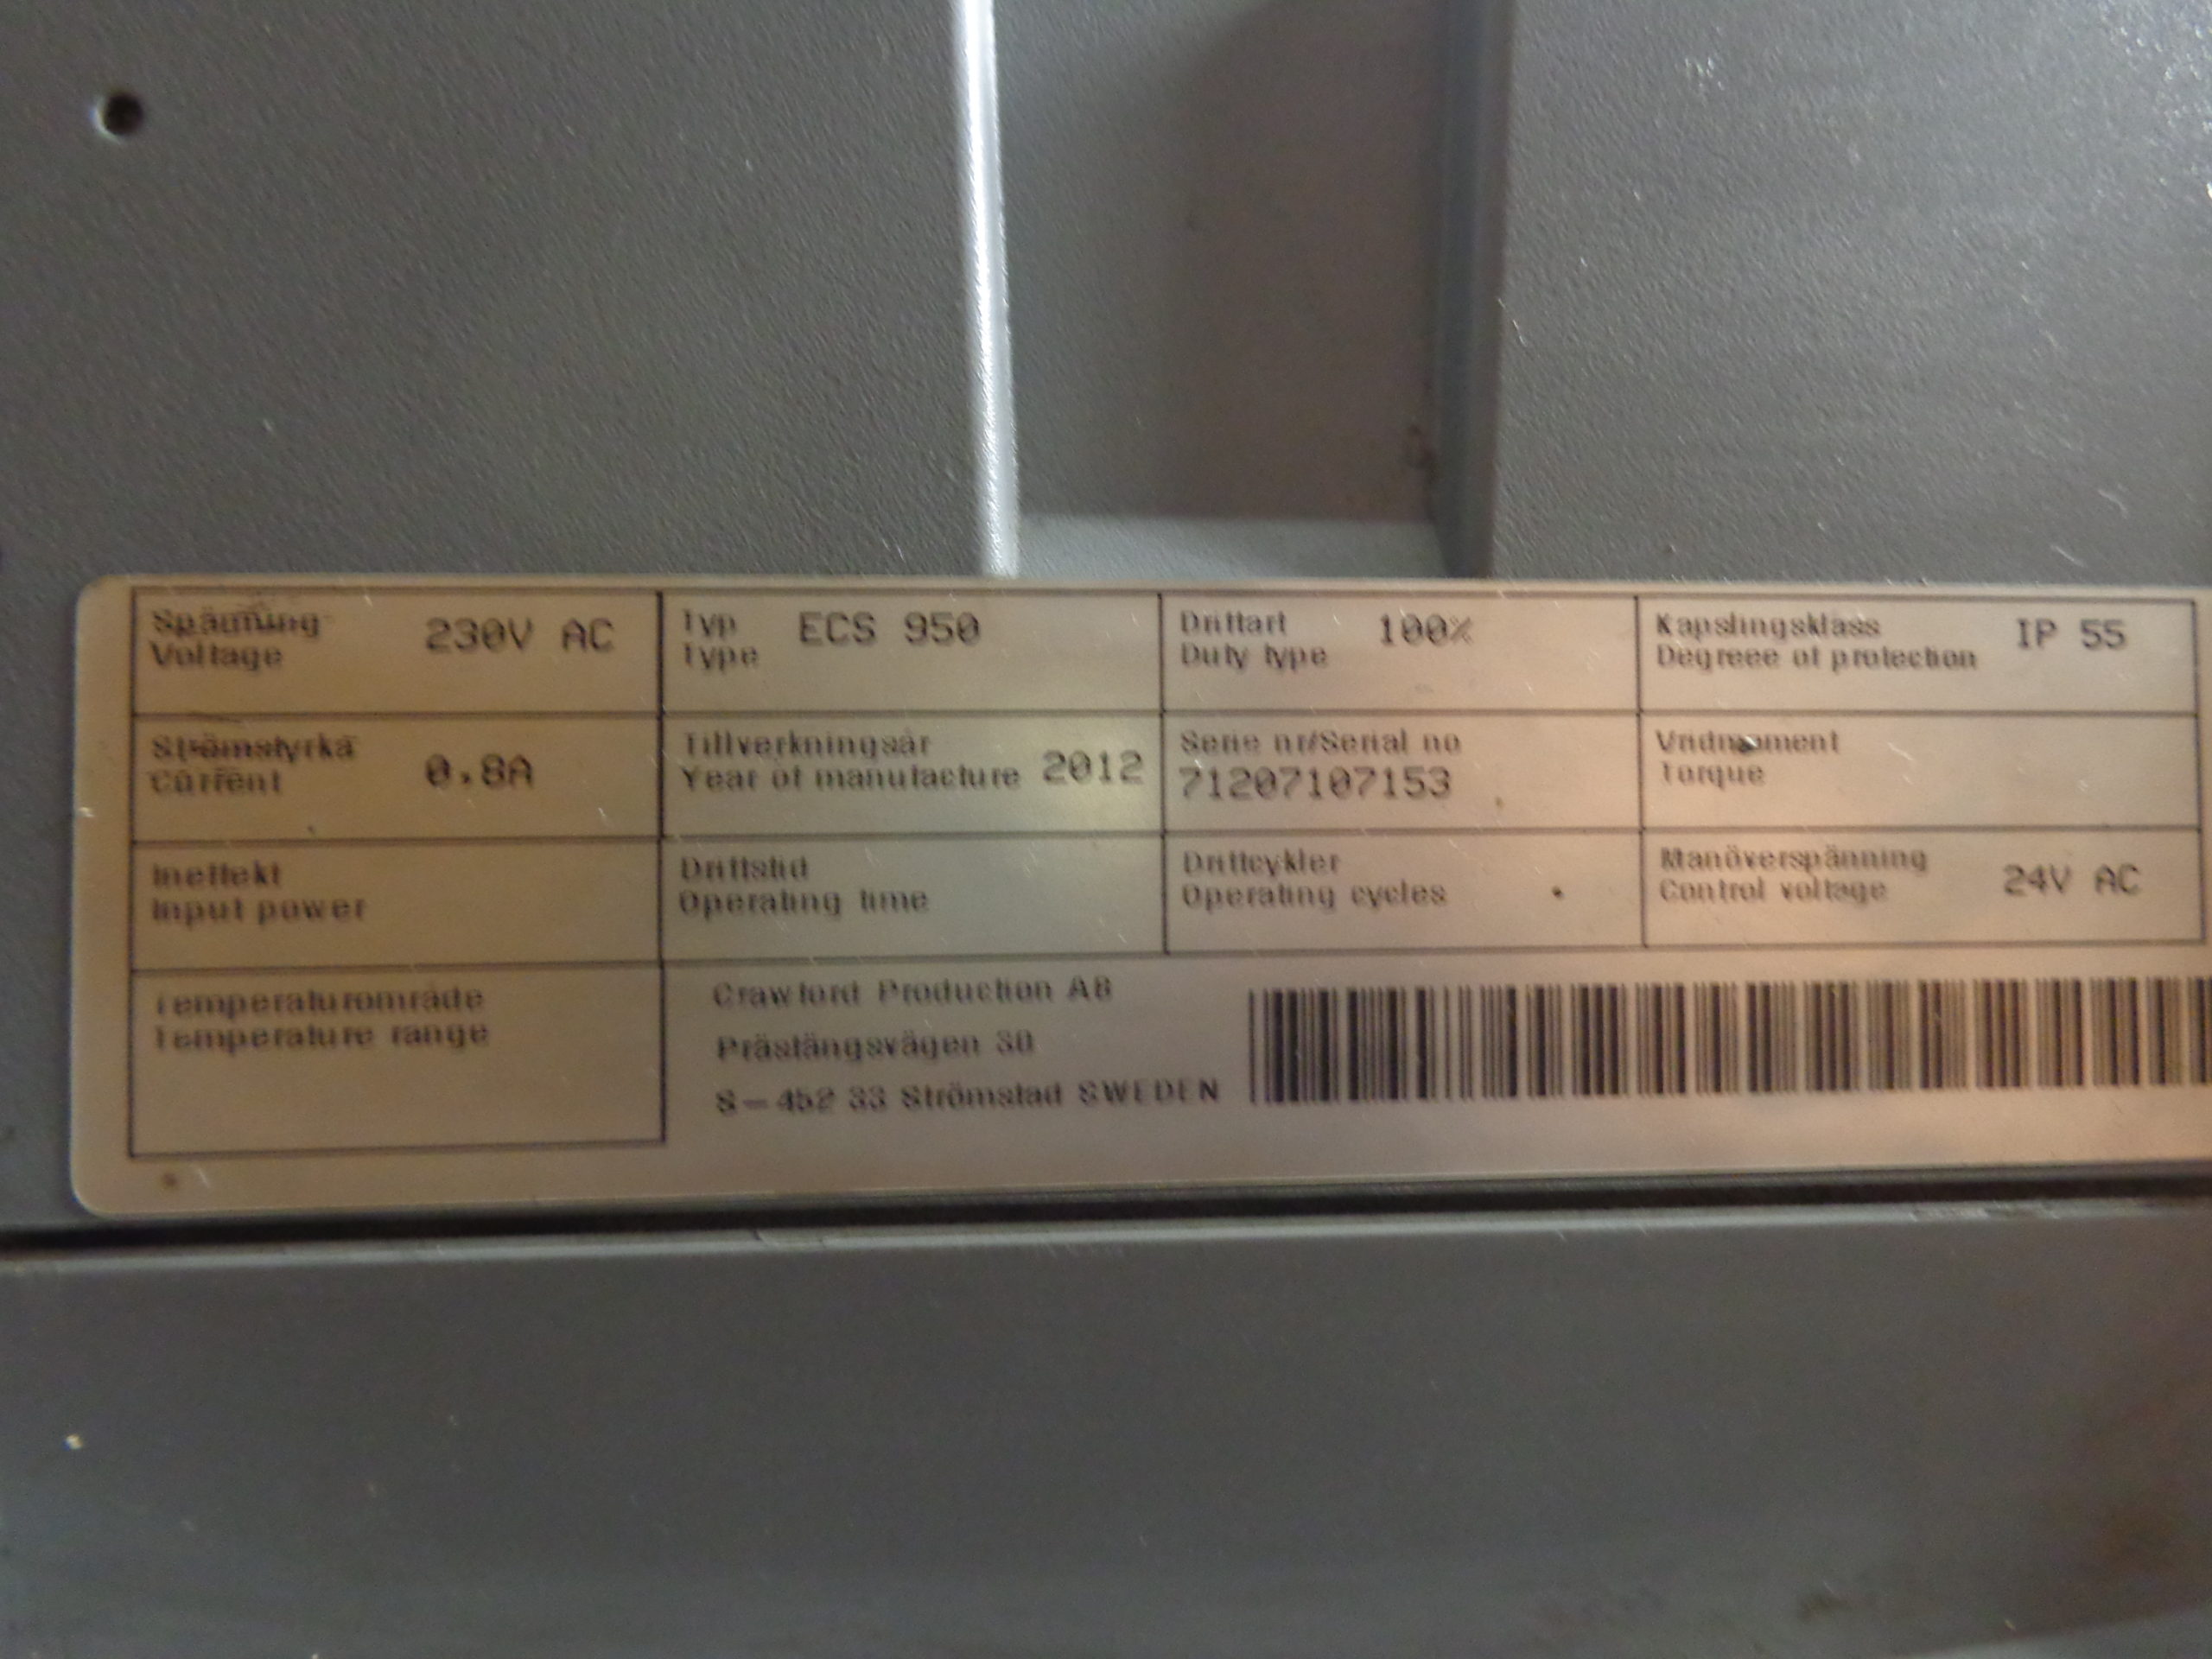 Spänning
Voltage
230V AC
Typ
Type
ECS 950
Driftart
Duty type
100%
Kapslingsklass
Degreee of protection
IP 55
Strömstyrka
Current
0.8A
Tillverkningsår
Year of manufacture 2012
Serie nr/Serial no
71207107153
Vridmoment
Torque
Ineffekt
Input power
Driftstid
Operating time
Driftcykler
Operating cycles
Manöverspänning
Control voltage
24V AC
Temperaturområde
Temperature range
Crawford Production AB
Prästängsvägen 30
S-452 33 Strömstad SWEDEN